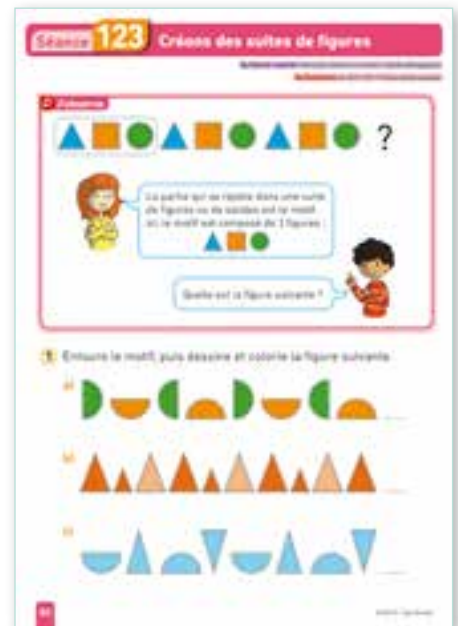 Séance 123 Créons des suites de figures
J'observe
?
La partie qui se répète dans une suite
de figures ou de solides est le motif.
Ici, le motif est composé de 3 figures :
Quelle est la figure suivante ?
1 Entoure le motif, puis dessine et colorie la figure suivante.
a)
b)
c)